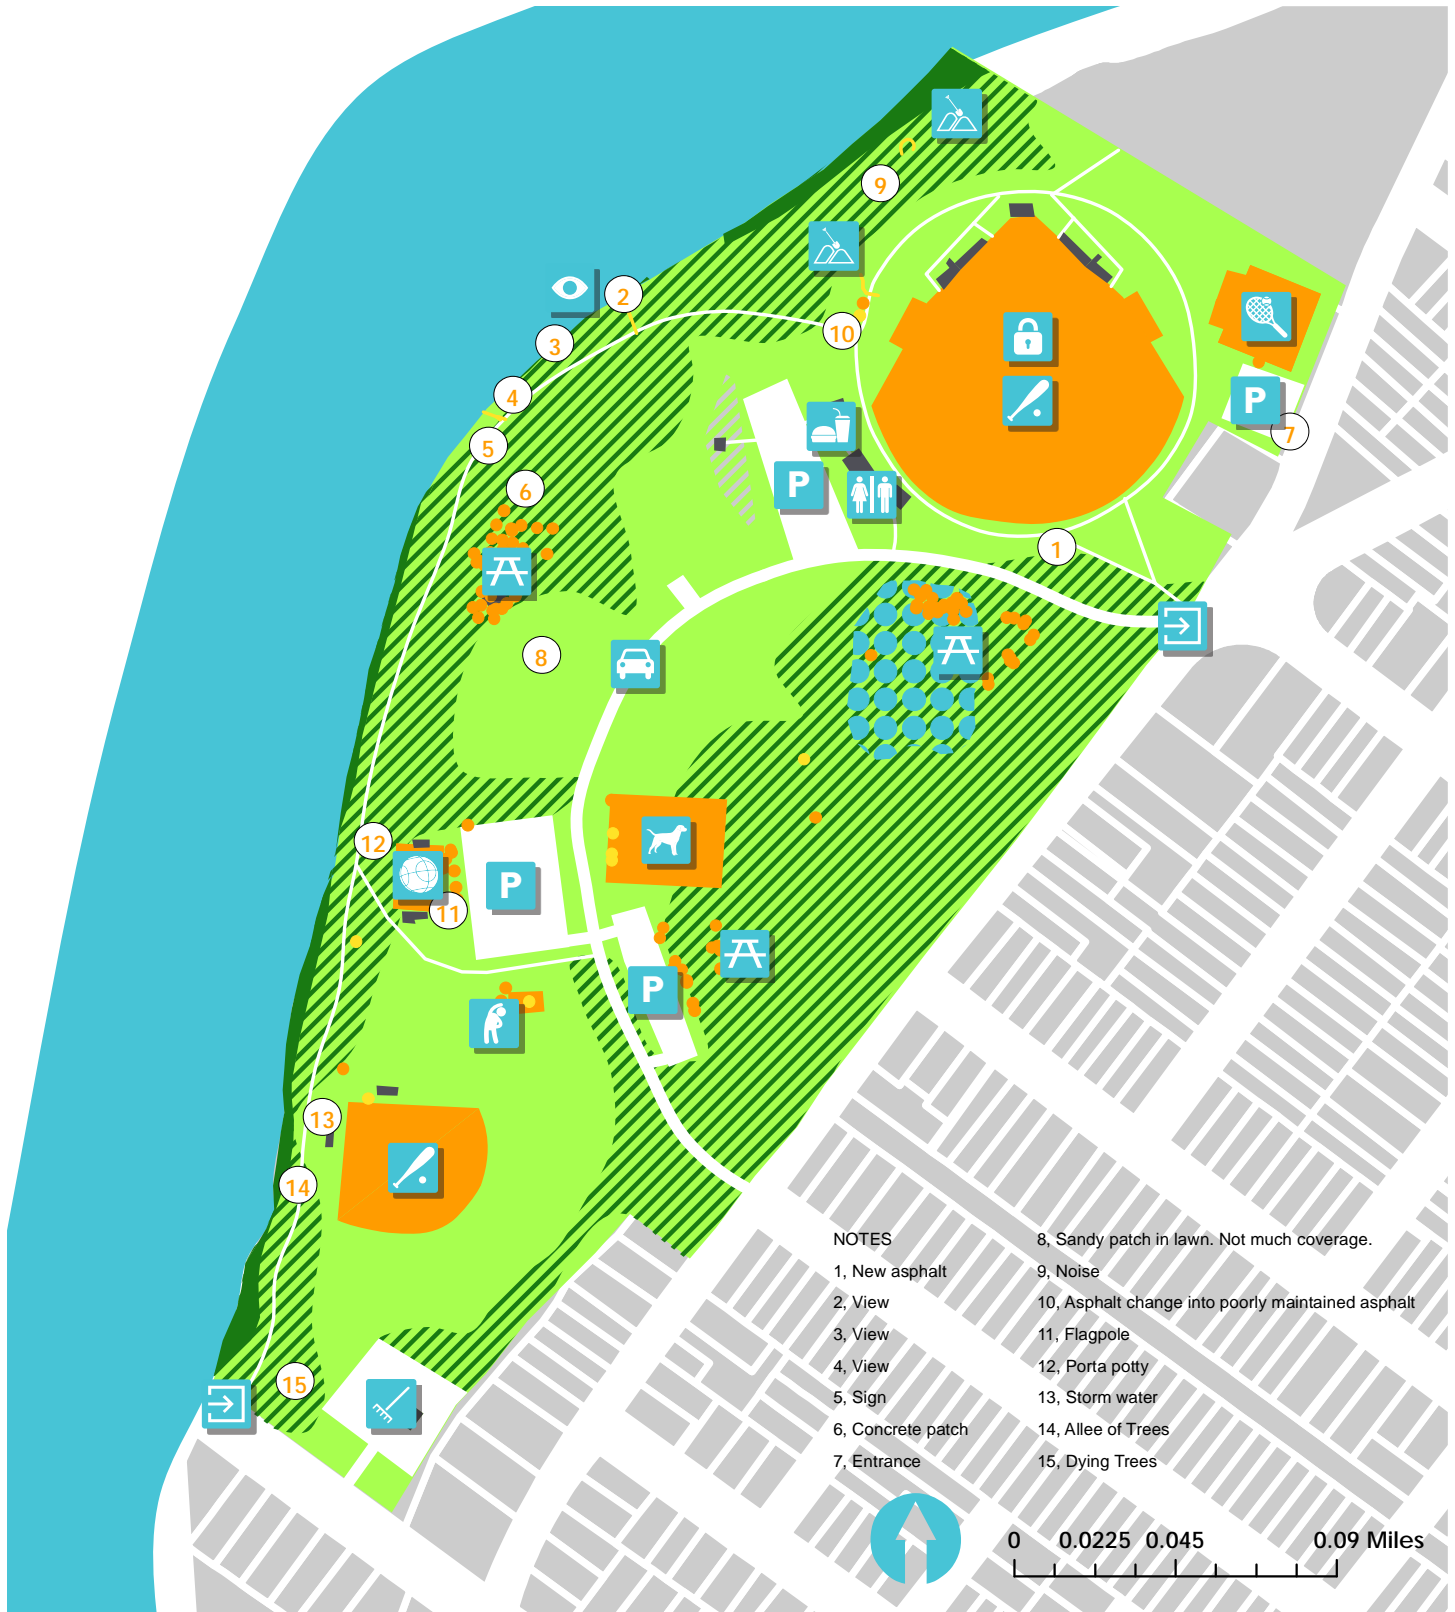 9
2
10
3
4
P
7
5
P
6
1
8
12
P
11
P
13
14
15
NOTES
1, New asphalt
2, View
3, View
4, View
5, Sign
6, Concrete patch
7, Entrance
8, Sandy patch in lawn. Not much coverage.
9, Noise
10, Asphalt change into poorly maintained asphalt
11, Flagpole
12, Porta potty
13, Storm water
14, Allee of Trees
15, Dying Trees
0 0.0225 0.045 0.09 Miles